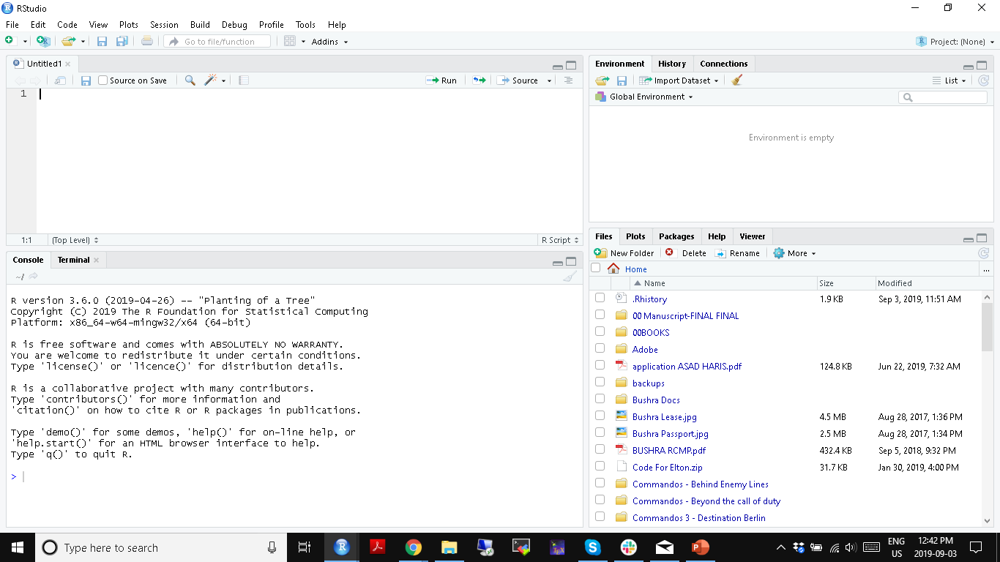 RStudio
File Edit Code View Plots Session Build Debug Profile Tools Help
Go to file/function Addins Project: (None)
Untitled1
Source on Save Run Source
1
1:1 (Top Level) R Script
Console Terminal
~/
R version 3.6.0 (2019-04-26) -- "Planting of a Tree"
Copyright (C) 2019 The R Foundation for Statistical Computing
Platform: x86_64-w64-mingw32/x64 (64-bit)
R is free software and comes with ABSOLUTELY NO WARRANTY.
You are welcome to redistribute it under certain conditions.
Type 'license()' or 'licence()' for distribution details.
R is a collaborative project with many contributors.
Type 'contributors()' for more information and
'citation()' on how to cite R or R packages in publications.
Type 'demo()' for some demos, 'help()' for on-line help, or
'help.start()' for an HTML browser interface to help.
Type 'q()' to quit R.
>
Environment History Connections
Import Dataset List
Global Environment
Environment is empty
Files Plots Packages Help Viewer
New Folder Delete Rename More
Home ...
Name Size Modified
.Rhistory 1.9 KB Sep 3, 2019, 11:51 AM
00 Manuscript-FINAL FINAL
00BOOKS
Adobe
application ASAD HARIS.pdf 124.8 KB Jun 22, 2019, 7:32 AM
backups
Bushra Docs
Bushra Lease.jpg 4.5 MB Aug 28, 2017, 1:36 PM
Bushra Passport.jpg 2.5 MB Aug 28, 2017, 1:34 PM
BUSHRA RCMP.pdf 432.4 KB Sep 5, 2018, 9:32 PM
Code For Elton.zip 31.7 KB Jan 30, 2019, 4:00 PM
Commandos - Behind Enemy Lines
Commandos - Beyond the call of duty
Commandos 3 - Destination Berlin
Type here to search
ENG 12:42 PM
US 2019-09-03